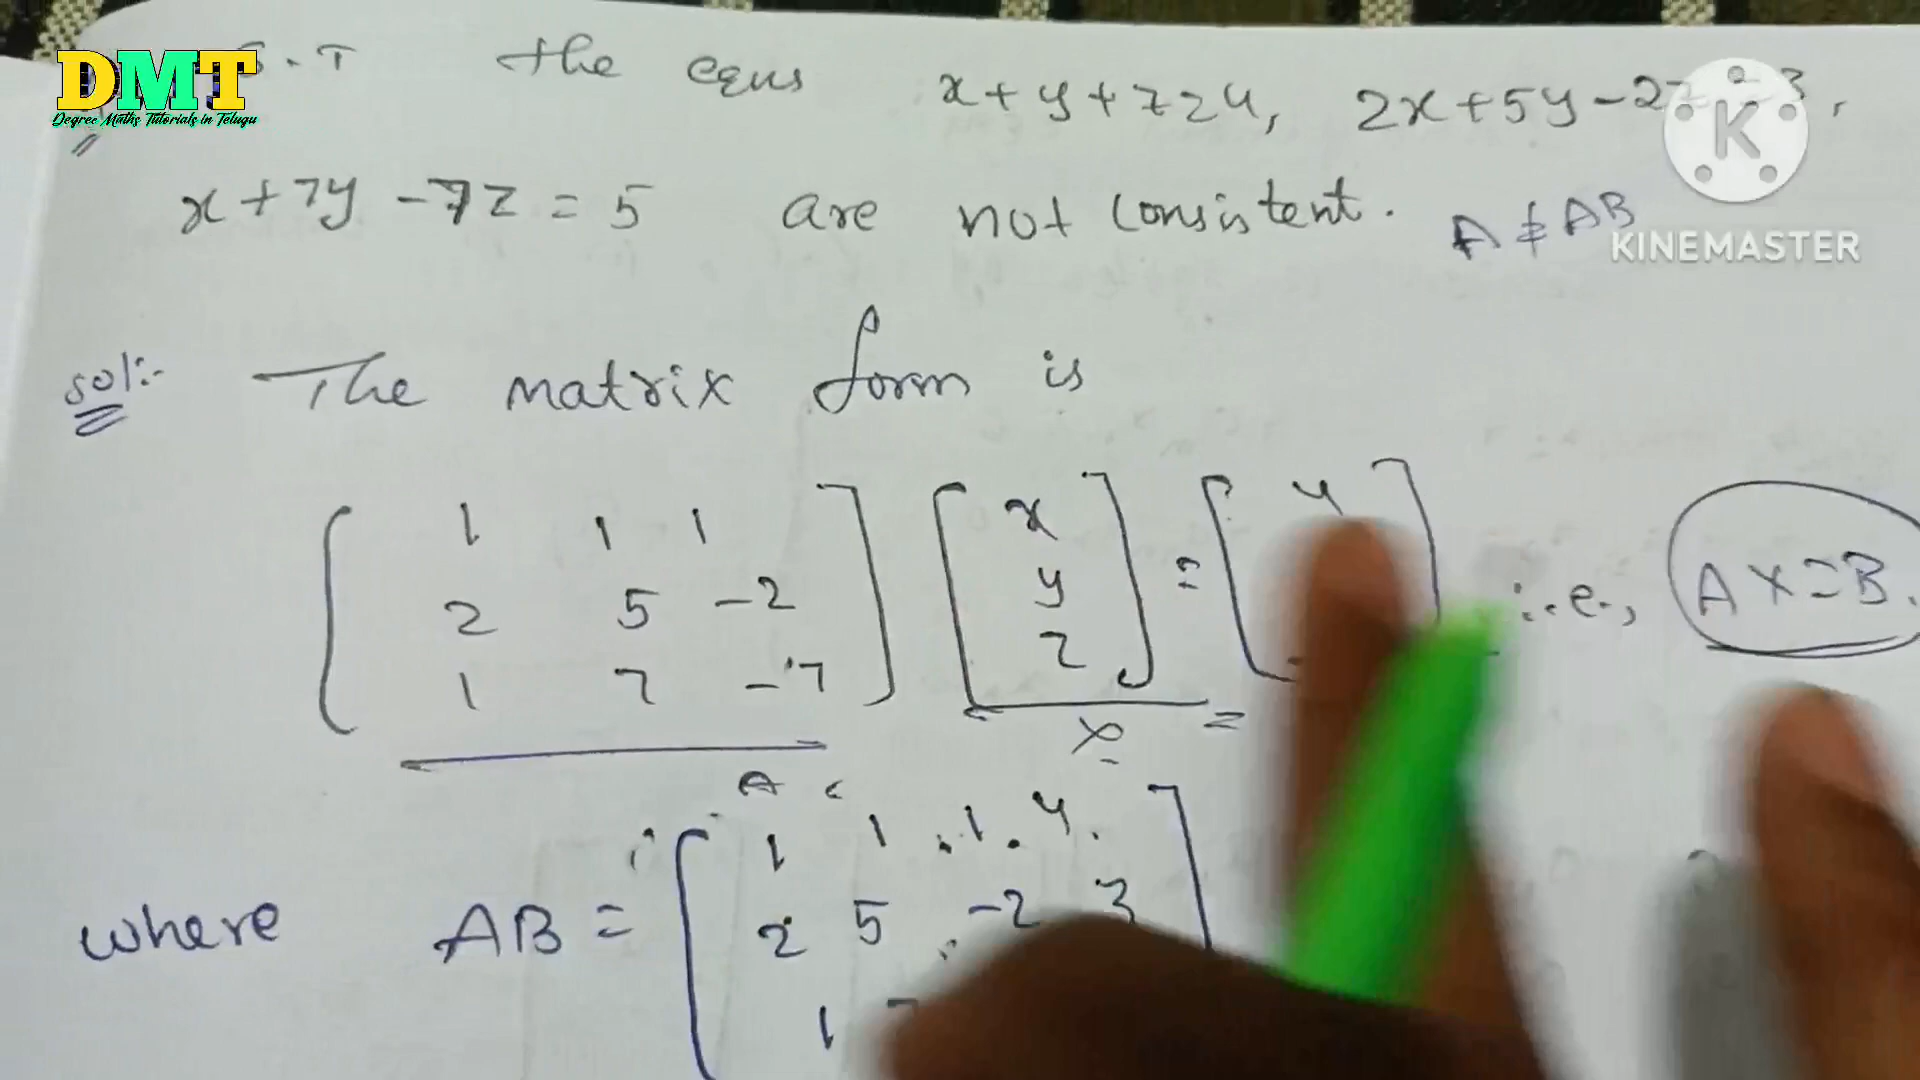 DMT
Degree Maths Tutorials in Telugu
K
KINEMASTER
S.T the equs x+y+z=4, 2x+5y-2z=3,
x+7y-7z=5 are not consistent. A ≠ AB
sol:- The matrix form is
1 1 1 x = 4
2 5 -2 y i.e., AX=B.
1 7 -7 z
A X =
1 1 1 4
where AB = 2 5 -2 3
1 7